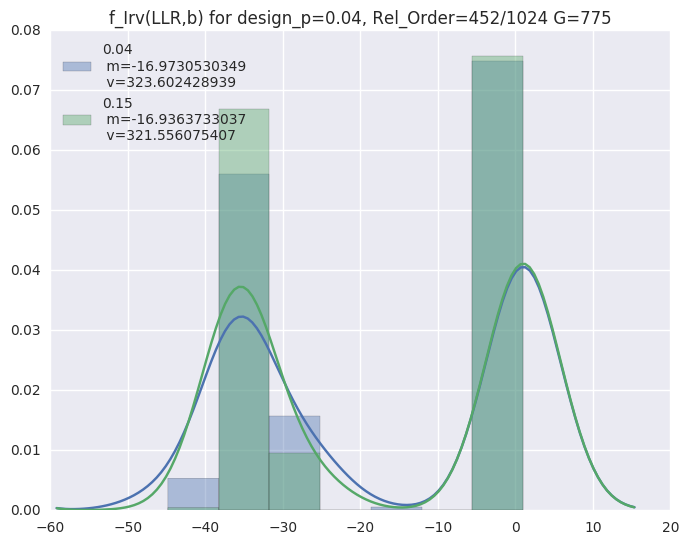 f_Irv(LLR,b) for design_p=0.04, Rel_Order=452/1024 G=775
0.08
0.07
0.06
0.05
0.04
0.03
0.02
0.01
0.00
0.04
m=-16.9730530349
v=323.602428939
0.15
m=-16.9363733037
v=321.556075407
−60 −50 −40 −30 −20 −10 0 10 20